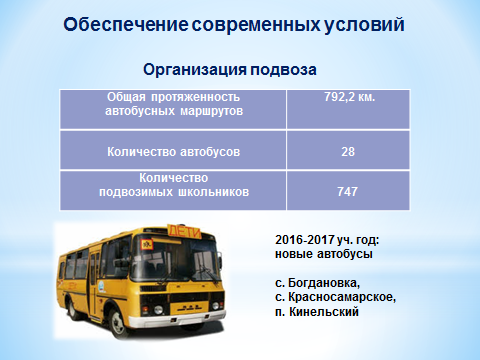 Обеспечение современных условий
Организация подвоза
Общая протяженность
автобусных маршрутов
792,2 км.
Количество автобусов
28
Количество
подвозимых школьников
747
ДЕТИ
2016-2017 уч. год:
новые автобусы
с. Богдановка,
с. Красносамарское,
п. Кинельский